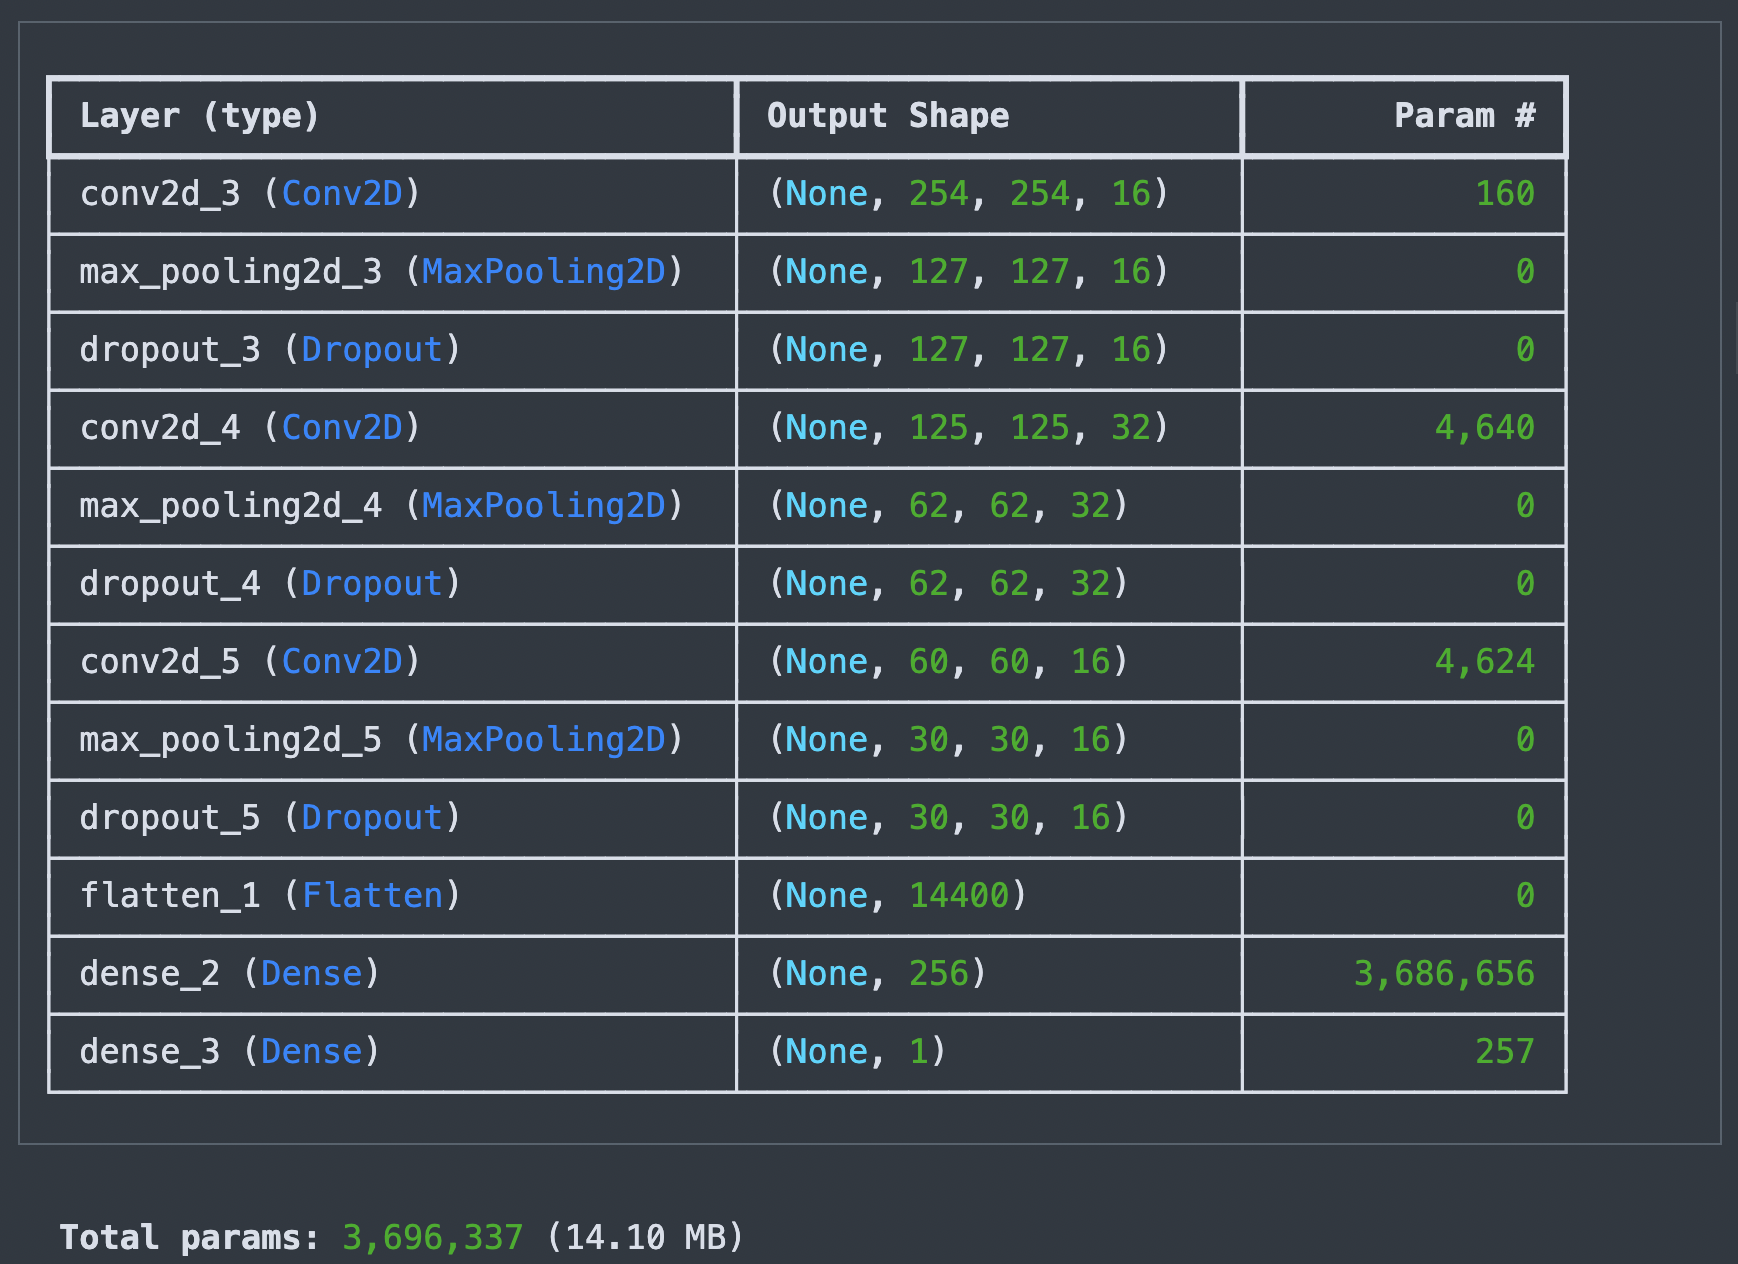 Layer (type) Output Shape Param #
conv2d_3 (Conv2D) (None, 254, 254, 16) 160
max_pooling2d_3 (MaxPooling2D) (None, 127, 127, 16) 0
dropout_3 (Dropout) (None, 127, 127, 16) 0
conv2d_4 (Conv2D) (None, 125, 125, 32) 4,640
max_pooling2d_4 (MaxPooling2D) (None, 62, 62, 32) 0
dropout_4 (Dropout) (None, 62, 62, 32) 0
conv2d_5 (Conv2D) (None, 60, 60, 16) 4,624
max_pooling2d_5 (MaxPooling2D) (None, 30, 30, 16) 0
dropout_5 (Dropout) (None, 30, 30, 16) 0
flatten_1 (Flatten) (None, 14400) 0
dense_2 (Dense) (None, 256) 3,686,656
dense_3 (Dense) (None, 1) 257
Total params: 3,696,337 (14.10 MB)